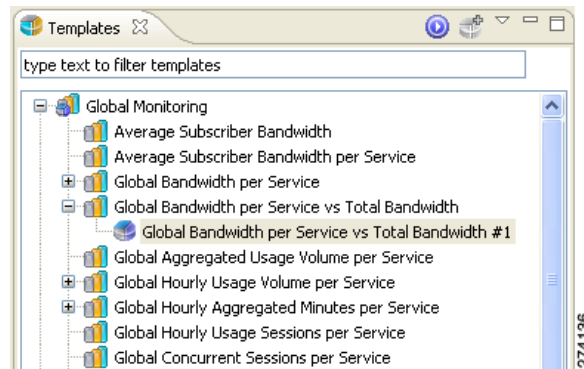 Templates
type text to filter templates
Global Monitoring
Average Subscriber Bandwidth
Average Subscriber Bandwidth per Service
Global Bandwidth per Service
Global Bandwidth per Service vs Total Bandwidth
Global Bandwidth per Service vs Total Bandwidth #1
Global Aggregated Usage Volume per Service
Global Hourly Usage Volume per Service
Global Hourly Aggregated Minutes per Service
Global Hourly Usage Sessions per Service
Global Concurrent Sessions per Service
274136